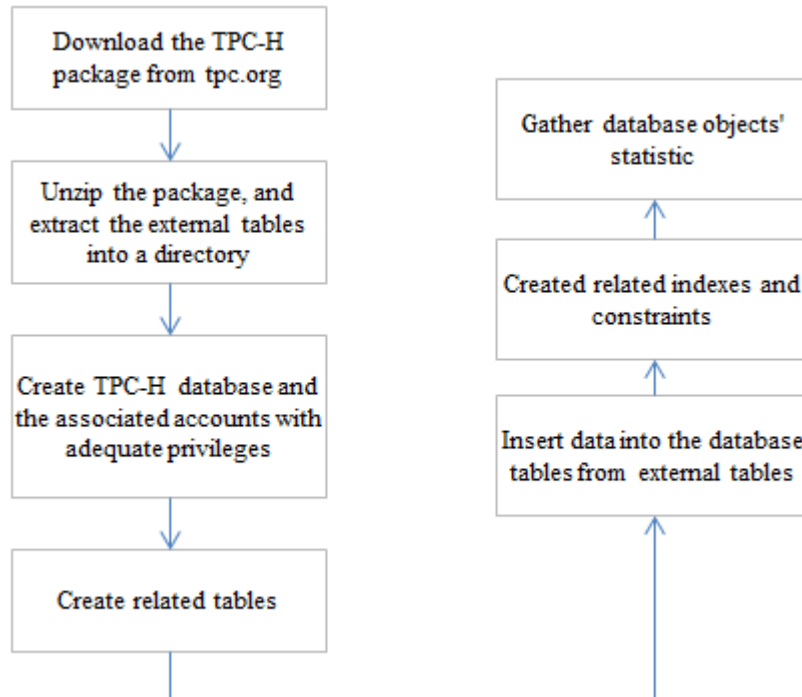 Download the TPC-H
package from tpc.org
Unzip the package, and
extract the external tables
into a directory
Create TPC-H database and
the associated accounts with
adequate privileges
Create related tables
Insert data into the database
tables from external tables
Created related indexes and
constraints
Gather database objects'
statistic